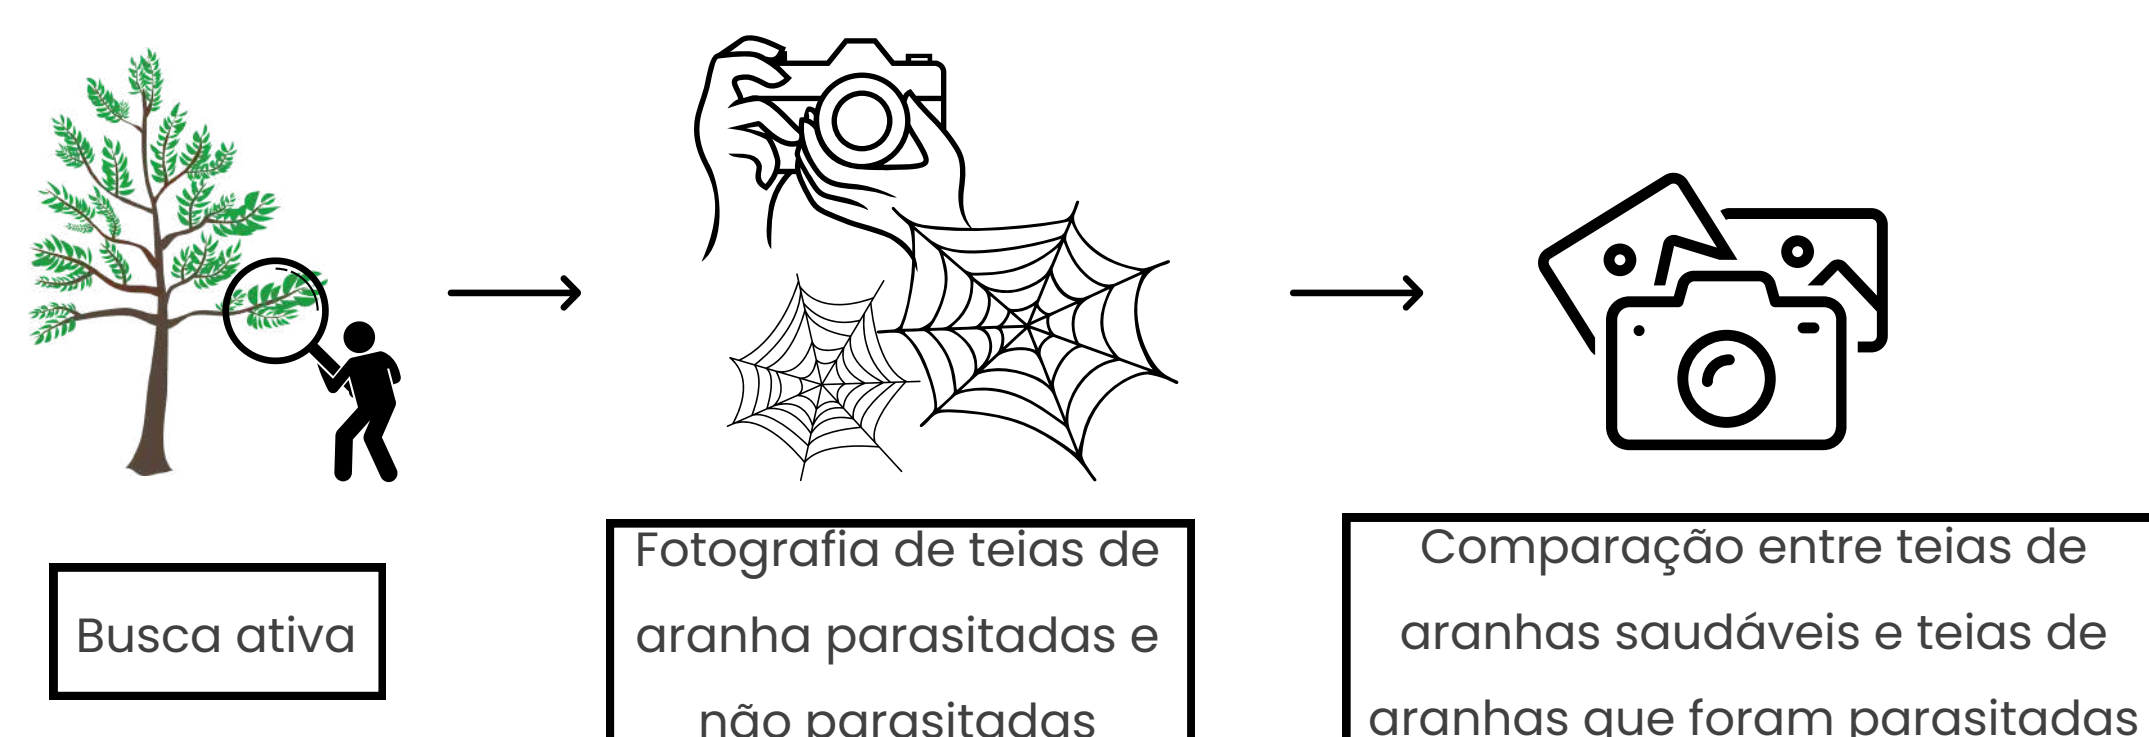 Busca ativa
Fotografia de teias de
aranha parasitadas e
não parasitadas
Comparação entre teias de
aranhas saudáveis e teias de
aranhas que foram parasitadas